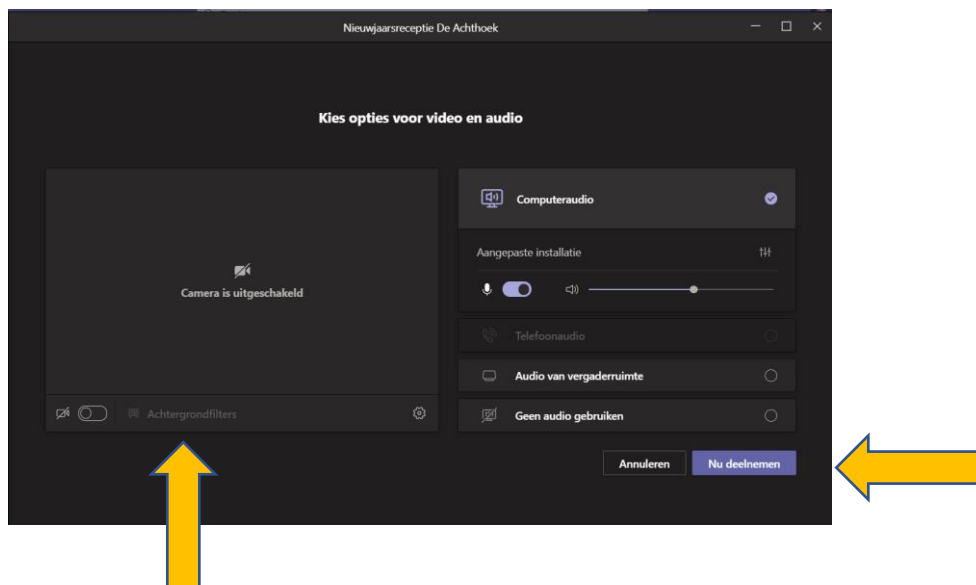 Nieuwjaarsreceptie De Achthoek
Kies opties voor video en audio
Camera is uitgeschakeld
Achtergrondfilters
Computeraudio
Aangepaste installatie
Telefoonaudio
Audio van vergaderruimte
Geen audio gebruiken
Annuleren
Nu deelnemen